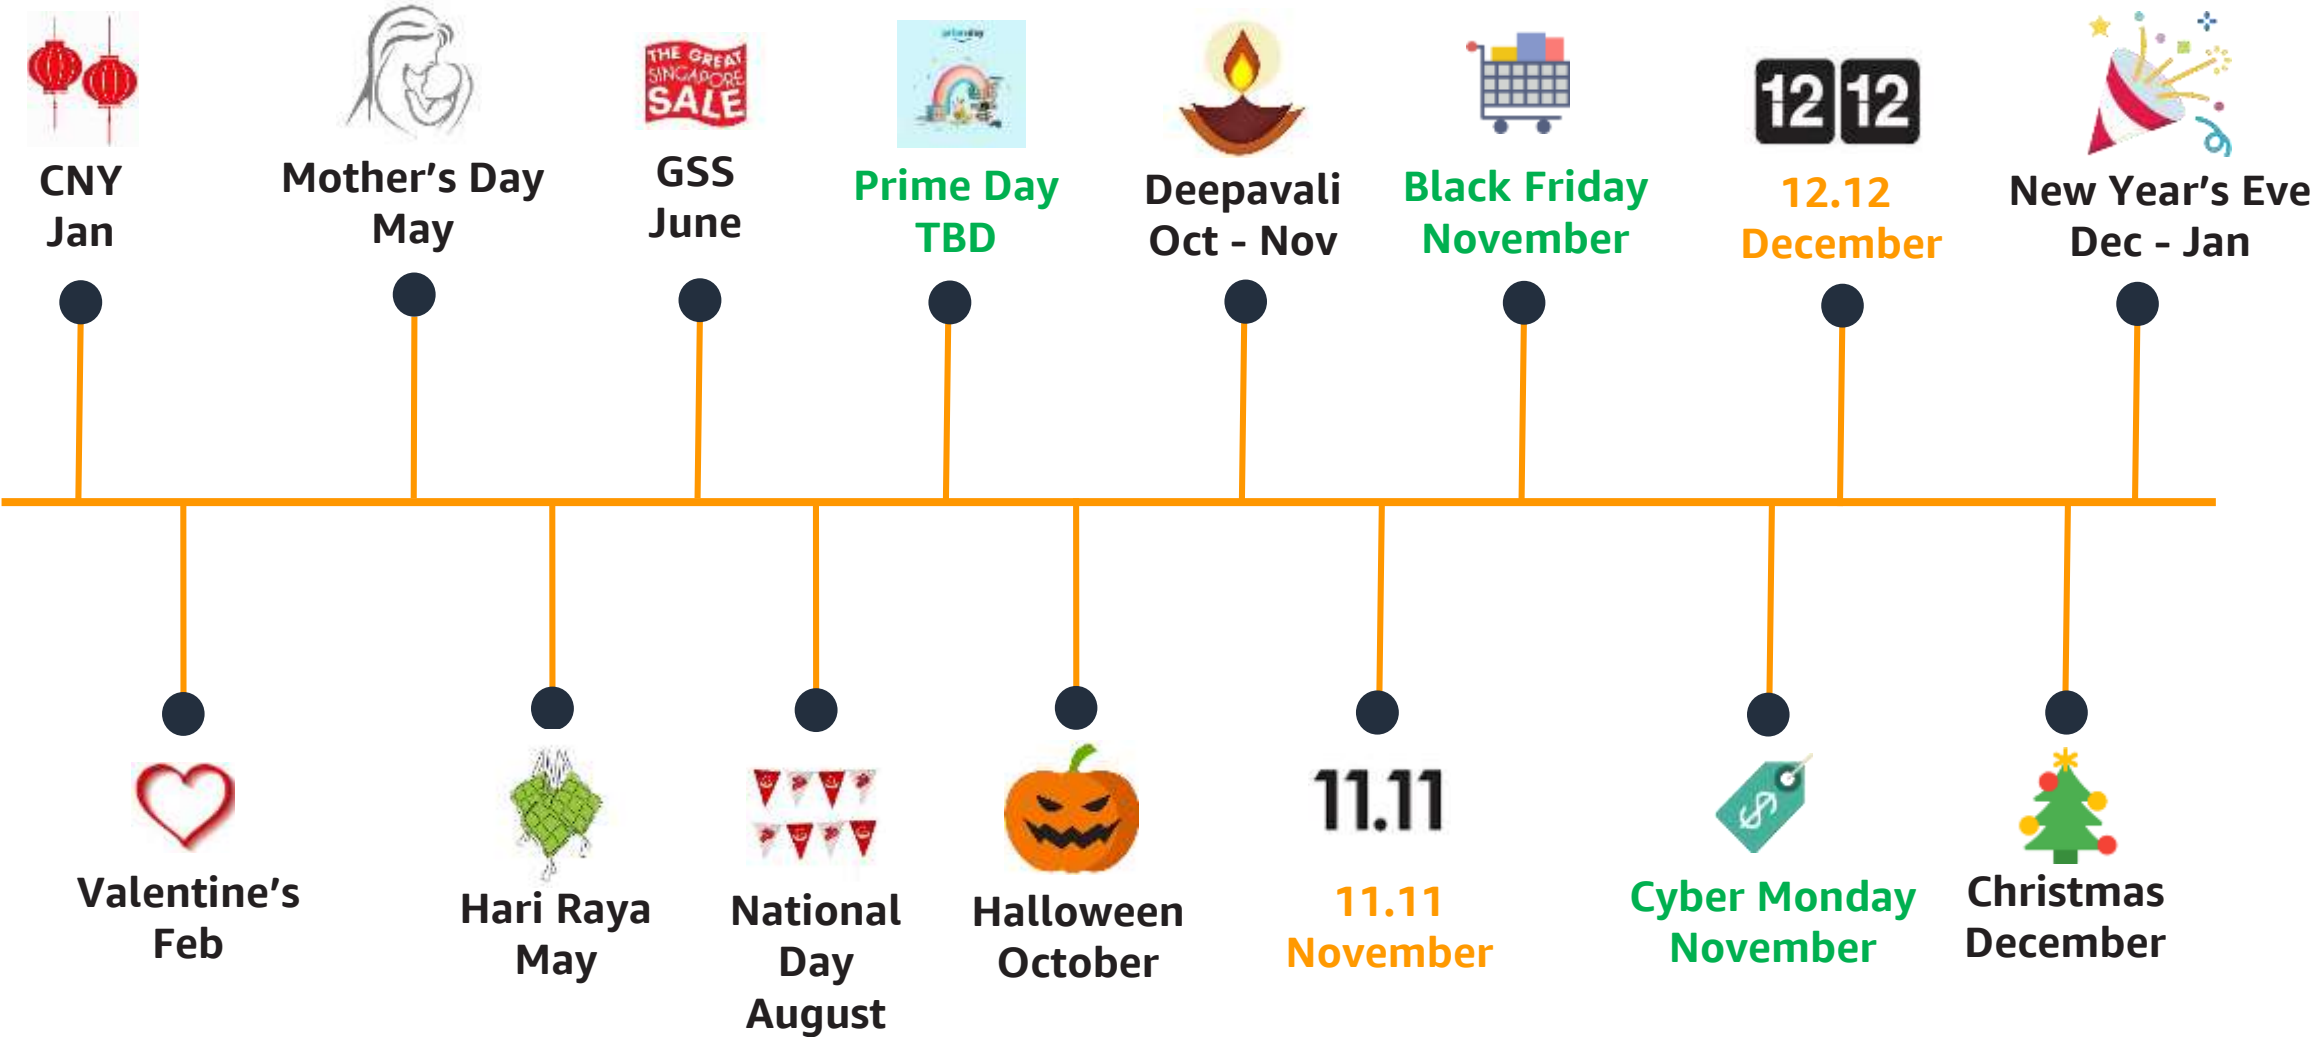 CNY
Jan
Mother’s Day
May
THE GREAT
SINGAPORE
SALE
GSS
June
primeday
Prime Day
TBD
Deepavali
Oct - Nov
Black Friday
November
12 12
12.12
December
New Year’s Eve
Dec - Jan
Valentine’s
Feb
Hari Raya
May
National
Day
August
Halloween
October
11.11
11.11
November
$
Cyber Monday
November
Christmas
December